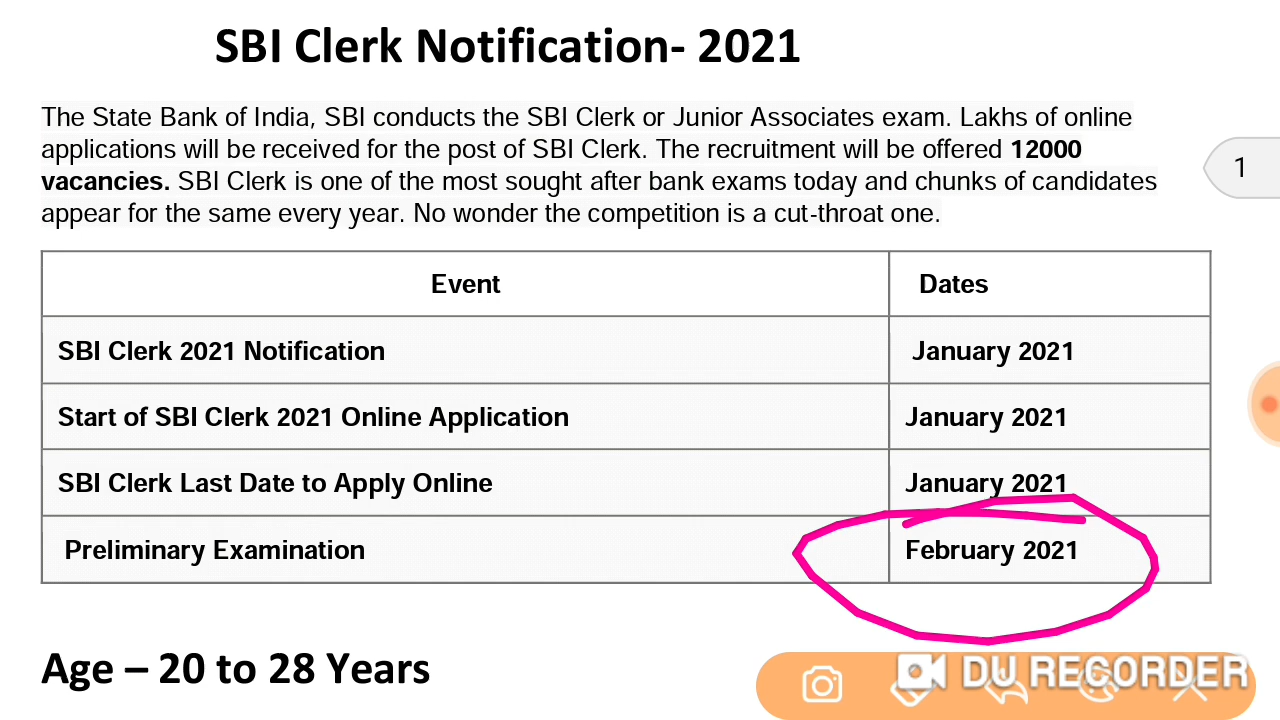 SBI Clerk Notification- 2021
The State Bank of India, SBI conducts the SBI Clerk or Junior Associates exam. Lakhs of online
applications will be received for the post of SBI Clerk. The recruitment will be offered 12000
vacancies. SBI Clerk is one of the most sought after bank exams today and chunks of candidates
appear for the same every year. No wonder the competition is a cut-throat one.
1
Event Dates
SBI Clerk 2021 Notification January 2021
Start of SBI Clerk 2021 Online Application January 2021
SBI Clerk Last Date to Apply Online January 2021
Preliminary Examination February 2021
Age – 20 to 28 Years
DU RECORDER